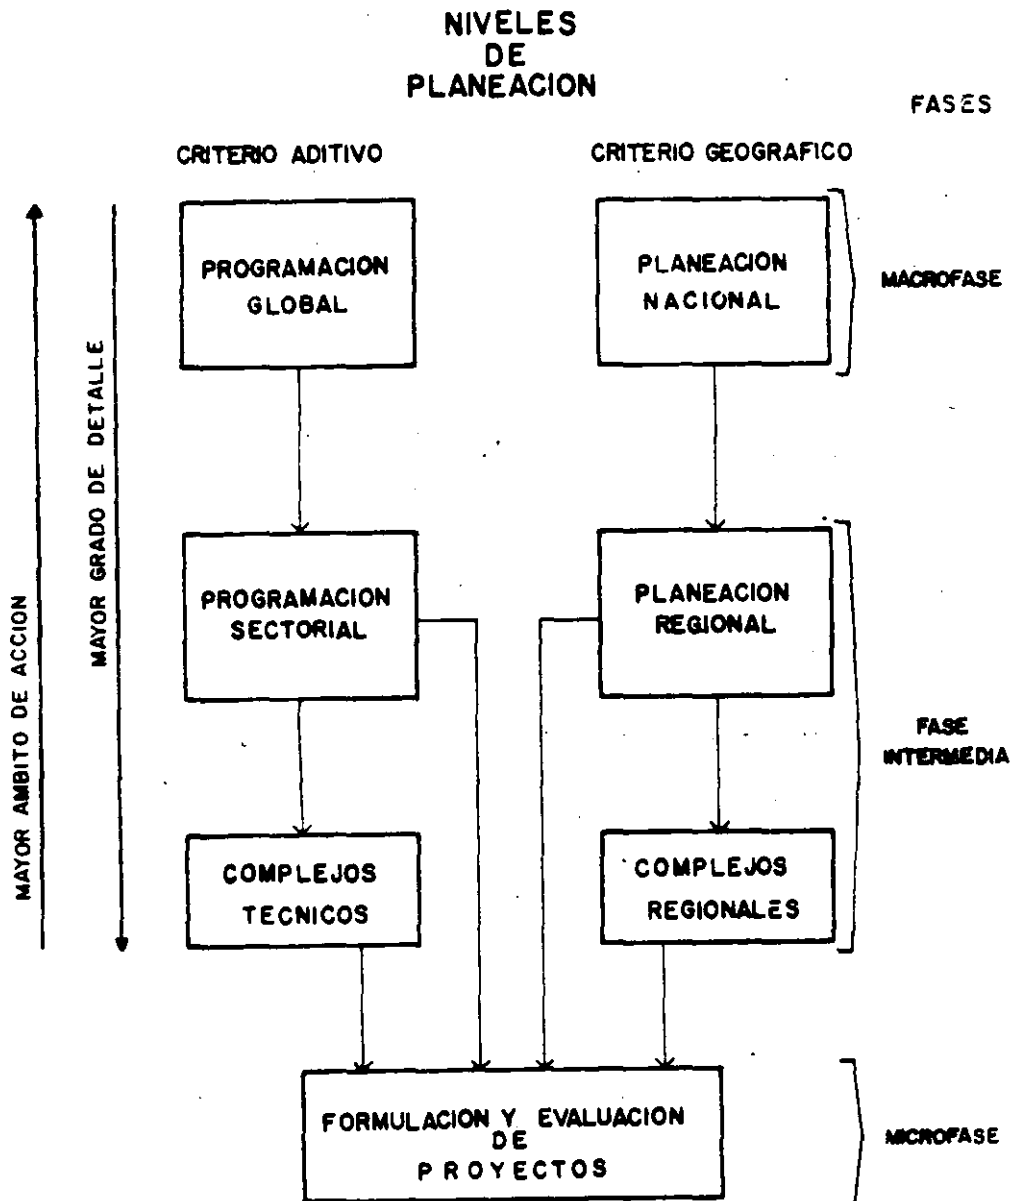 NIVELES
DE
PLANEACION
FASES
CRITERIO ADITIVO
CRITERIO GEOGRAFICO
MAYOR AMBITO DE ACCION
MAYOR GRADO DE DETALLE
PROGRAMACION
GLOBAL
PLANEACION
NACIONAL
MACROFASE
PROGRAMACION
SECTORIAL
PLANEACION
REGIONAL
FASE
INTERMEDIA
COMPLEJOS
TECNICOS
COMPLEJOS
REGIONALES
FORMULACION Y EVALUACION
DE
PROYECTOS
MICROFASE